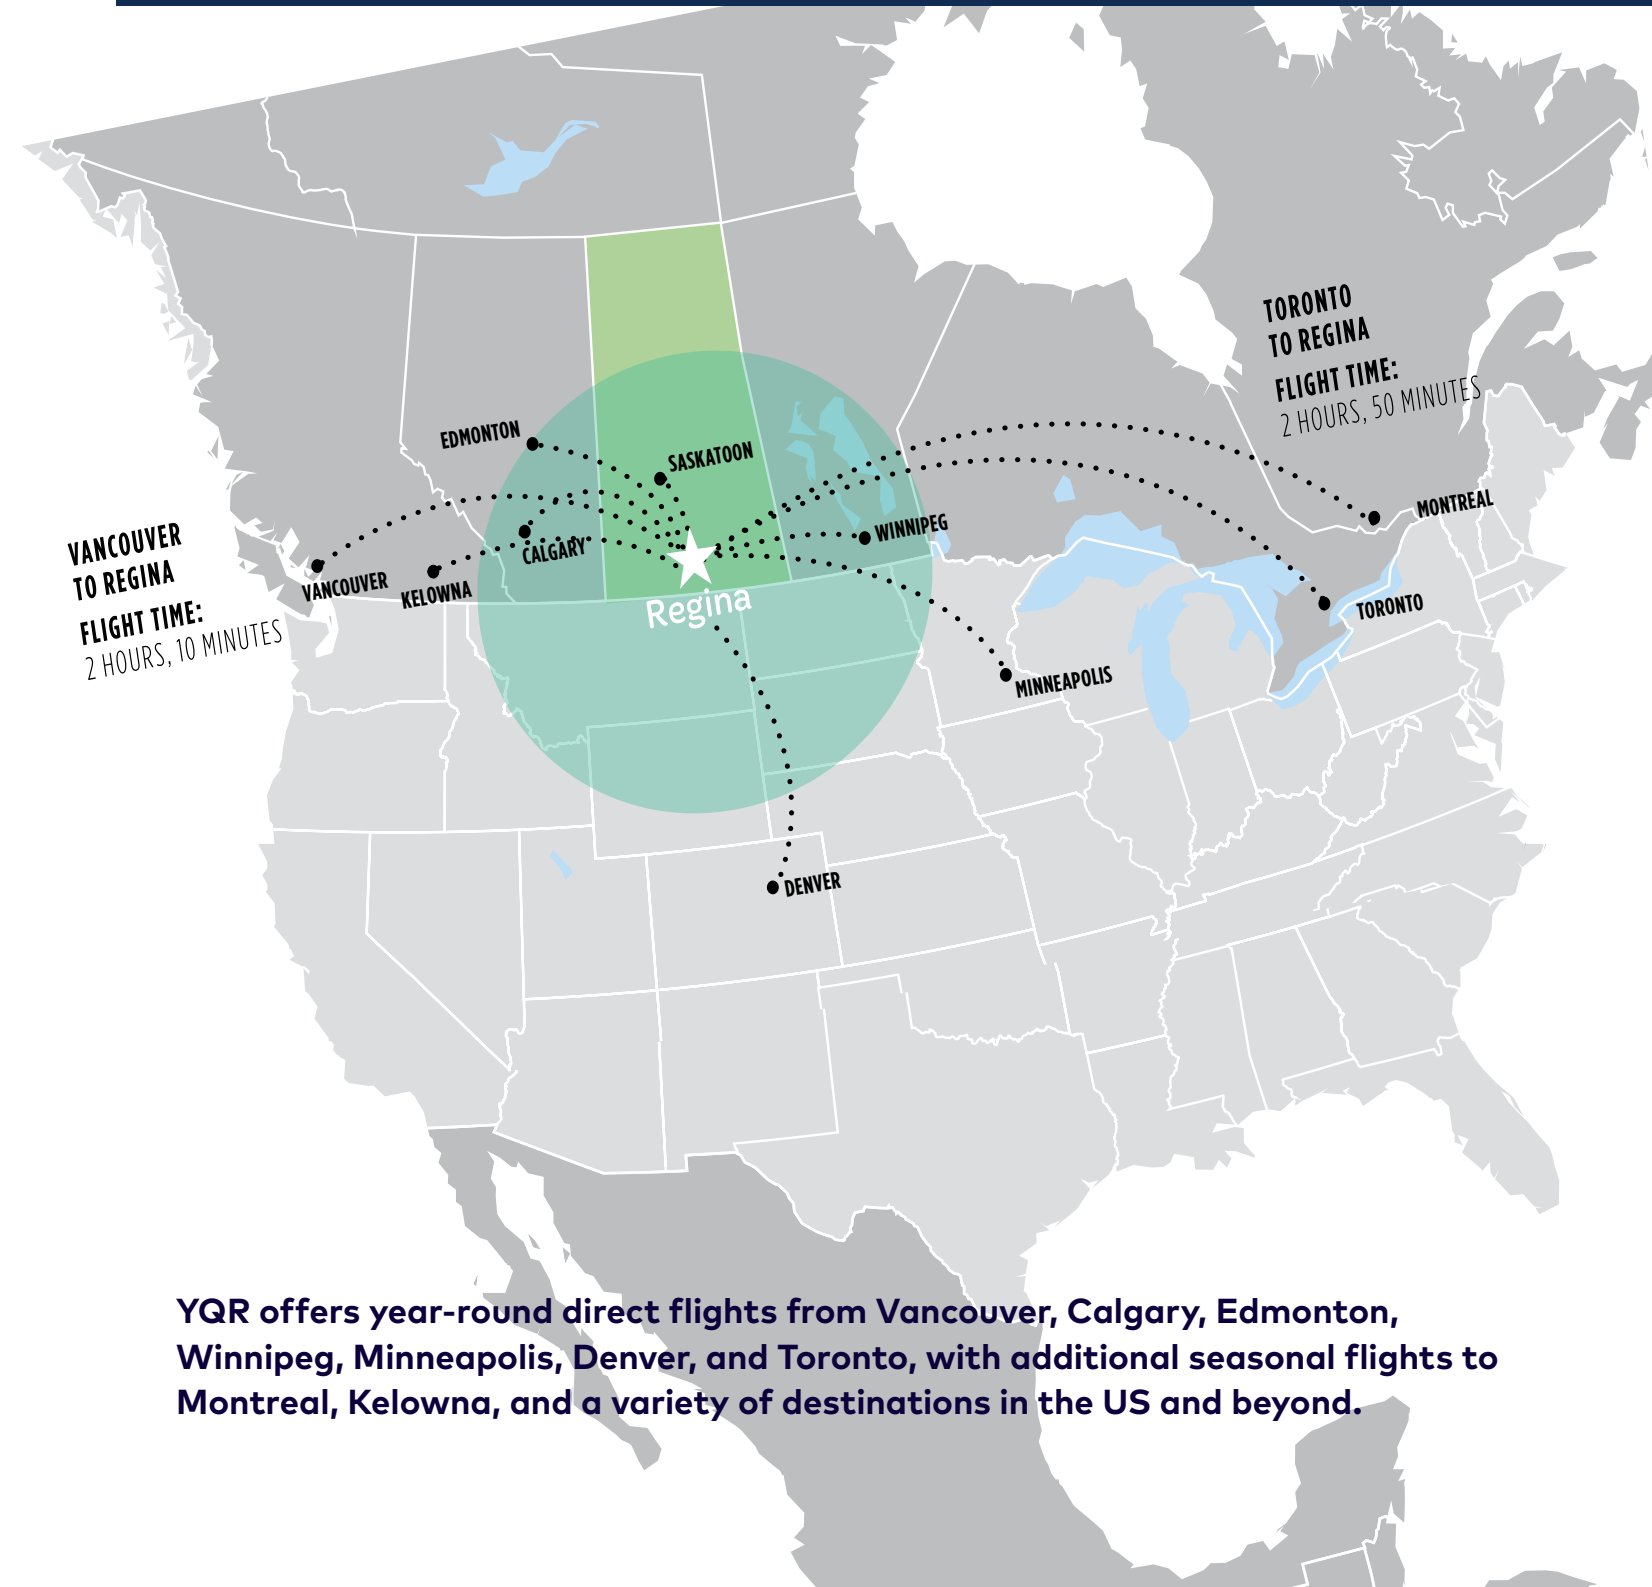 TORONTO
TO REGINA
FLIGHT TIME:
2 HOURS, 50 MINUTES
EDMONTON
SASKATOON
MONTREAL
WINNIPEG
VANCOUVER
TO REGINA
FLIGHT TIME:
2 HOURS, 10 MINUTES
CALGARY
VANCOUVER
KELOWNA
Regina
TORONTO
MINNEAPOLIS
DENVER
YQR offers year-round direct flights from Vancouver, Calgary, Edmonton,
Winnipeg, Minneapolis, Denver, and Toronto, with additional seasonal flights to
Montreal, Kelowna, and a variety of destinations in the US and beyond.